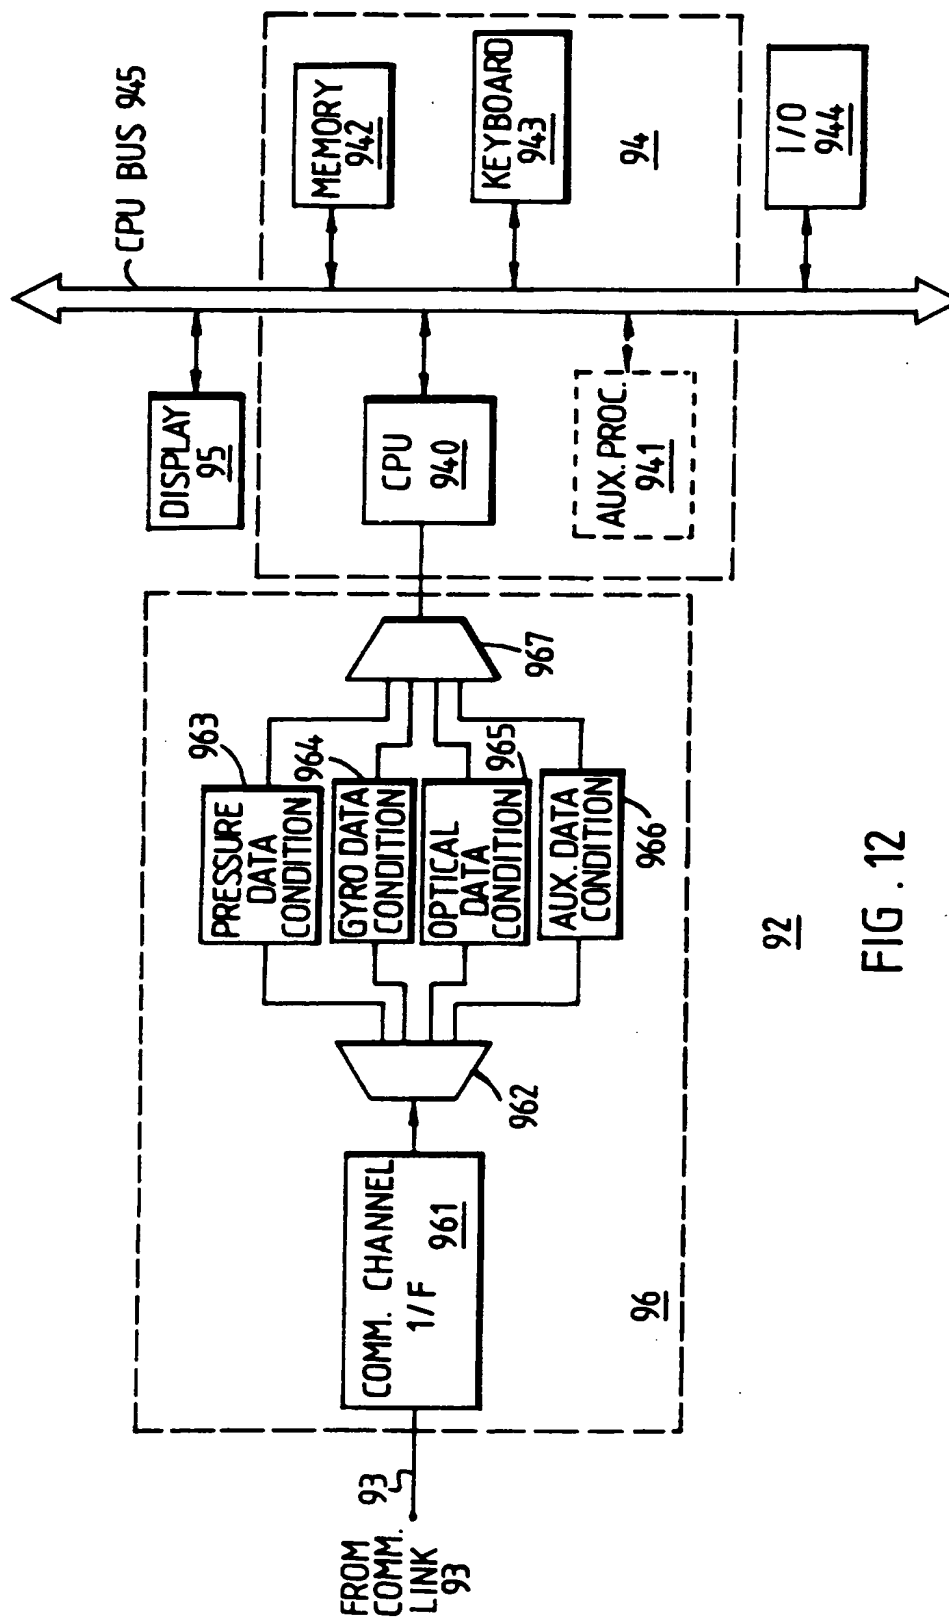 FROM
COMM.
LINK
93
93
COMM. CHANNEL
1/F
961
962
PRESSURE
DATA
CONDITION
963
GYRO DATA
CONDITION
964
OPTICAL
DATA
CONDITION
965
AUX. DATA
CONDITION
966
967
96
DISPLAY
95
CPU
940
AUX. PROC.
941
CPU BUS 945
MEMORY
942
KEYBOARD
943
94
I/O
944
92
FIG. 12